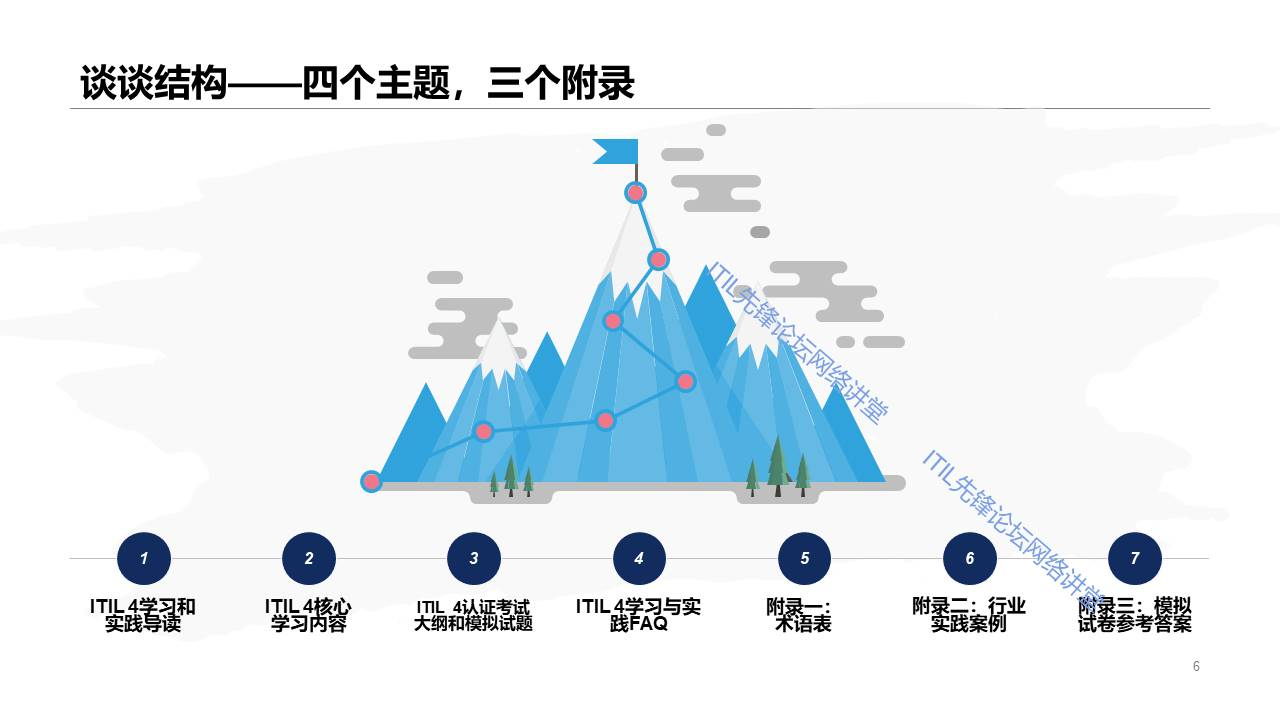 谈谈结构——四个主题，三个附录
ITIL先锋论坛网络讲堂
ITIL先锋论坛网络讲堂
1
2
3
4
5
6
7
ITIL 4学习和
实践导读
ITIL 4核心
学习内容
ITIL 4认证考试
大纲和模拟试题
ITIL 4学习与实
践FAQ
附录一：
术语表
附录二：行业
实践案例
附录三：模拟
试卷参考答案
6